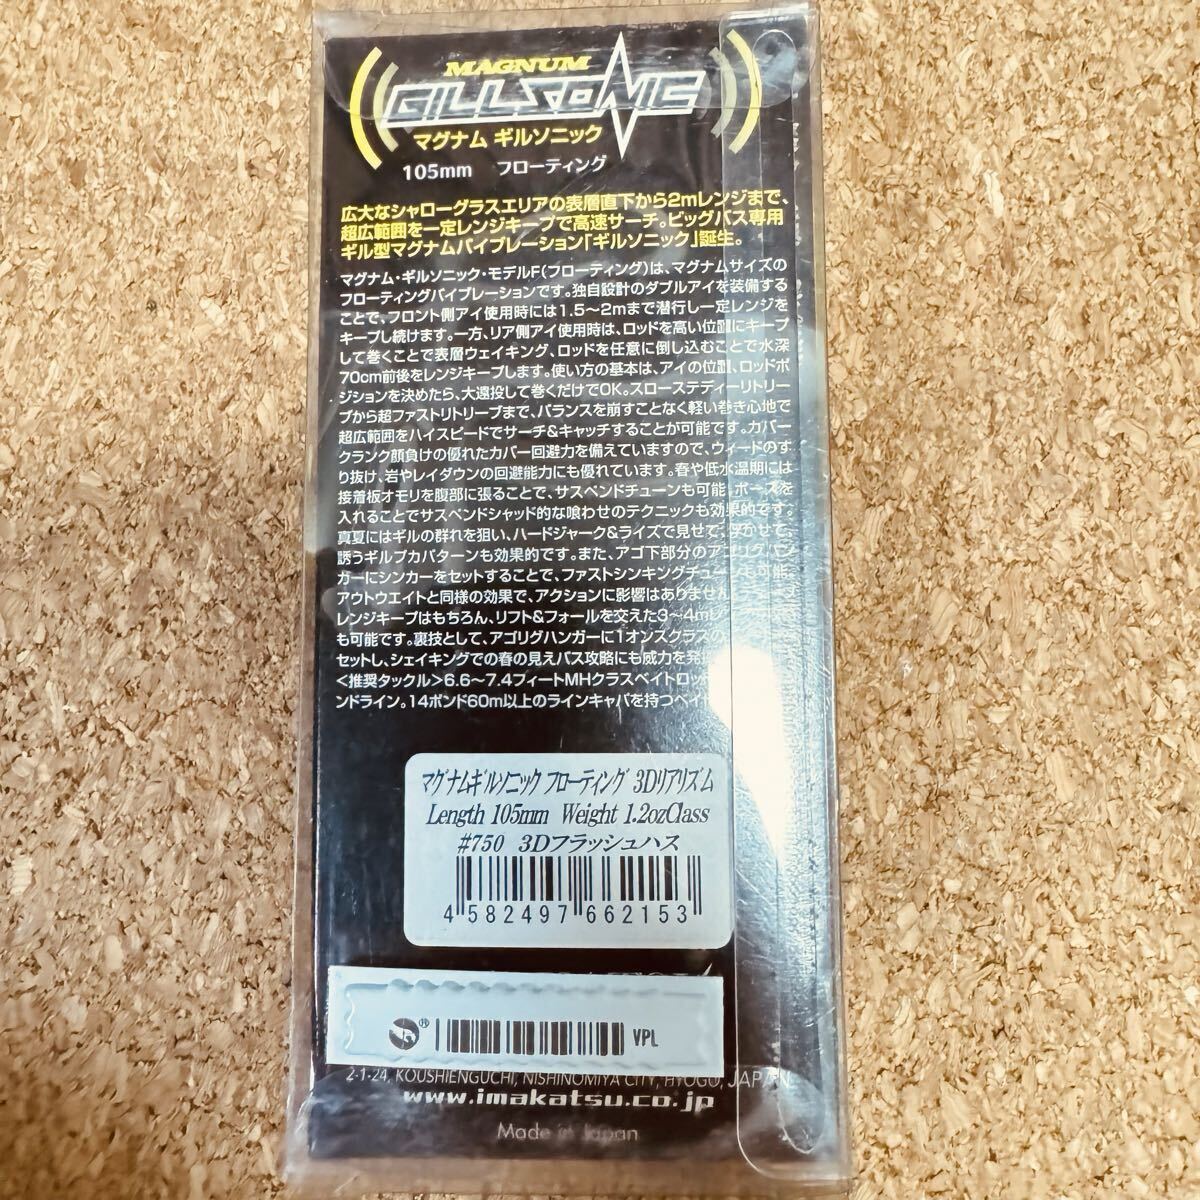 MAGNUM
GILLSONIC
マグナム ギルソニック
105mm フローティング
広大なシャローグラスエリアの表層直下から2mレンジまで、
超広範囲を一定レンジキープで高速サーチ。ビッグバス専用
ギル型マグナムバイブレーション「ギルソニック」誕生。
マグナム・ギルソニック・モデルF(フローティング)は、マグナムサイズの
フローティングバイブレーションです。独自設計のダブルアイを装備する
ことで、フロント側アイ使用時には1.5〜2mまで潜行し一定レンジを
キープし続けます。一方、リア側アイ使用時は、ロッドを高い位置にキープ
して巻くことで表層ウェイキング、ロッドを任意に倒し込むことで水深
70cm前後をレンジキープします。使い方の基本は、アイの位置、ロッドポ
ジションを決めたら、大遠投して巻くだけでOK。スローステディーリトリー
ブから超ファストリトリーブまで、バランスを崩すことなく軽い巻き心地で
超広範囲をハイスピードでサーチ&キャッチすることが可能です。カバー
クランク顔負けの優れたカバー回避力を備えていますので、ウィードのす
り抜け、岩やレイダウンの回避能力にも優れています。春や低水温期には
接着板オモリを腹部に張ることで、サスペンドチューンも可能。ポーズを
入れることでサスペンドシャッド的な喰わせのテクニックも効果的です。
真夏にはギルの群れを狙い、ハードジャーク&ライズで見せて、浮かせて、
誘うギルプカパターンも効果的です。また、アゴ下部分のアゴリグハン
ガーにシンカーをセットすることで、ファストシンキングチューンも可能。
アウトウエイトと同様の効果で、アクションに影響はありません。
レンジキープはもちろん、リフト&フォールを交えた3〜4mレ
も可能です。裏技として、アゴリグハンガーに1オンスクラスの
セットし、シェイキングでの春の見えバス攻略にも威力を発
<推奨タックル>6.6〜7.4フィートMHクラスベイトロッド
ンドライン。14ポンド60m以上のラインキャパを持つベイト
マグナムギルソニック フローティング 3Dリアリズム
Length 105mm Weight 1.2ozClass
#750 3Dフラッシュハス
4 582497 662153
® VPL
2-1-24, KOUSHIENGUCHI, NISHINOMIYA CITY, HYOGO, JAPAN
www.imakatsu.co.jp
Made in Japan